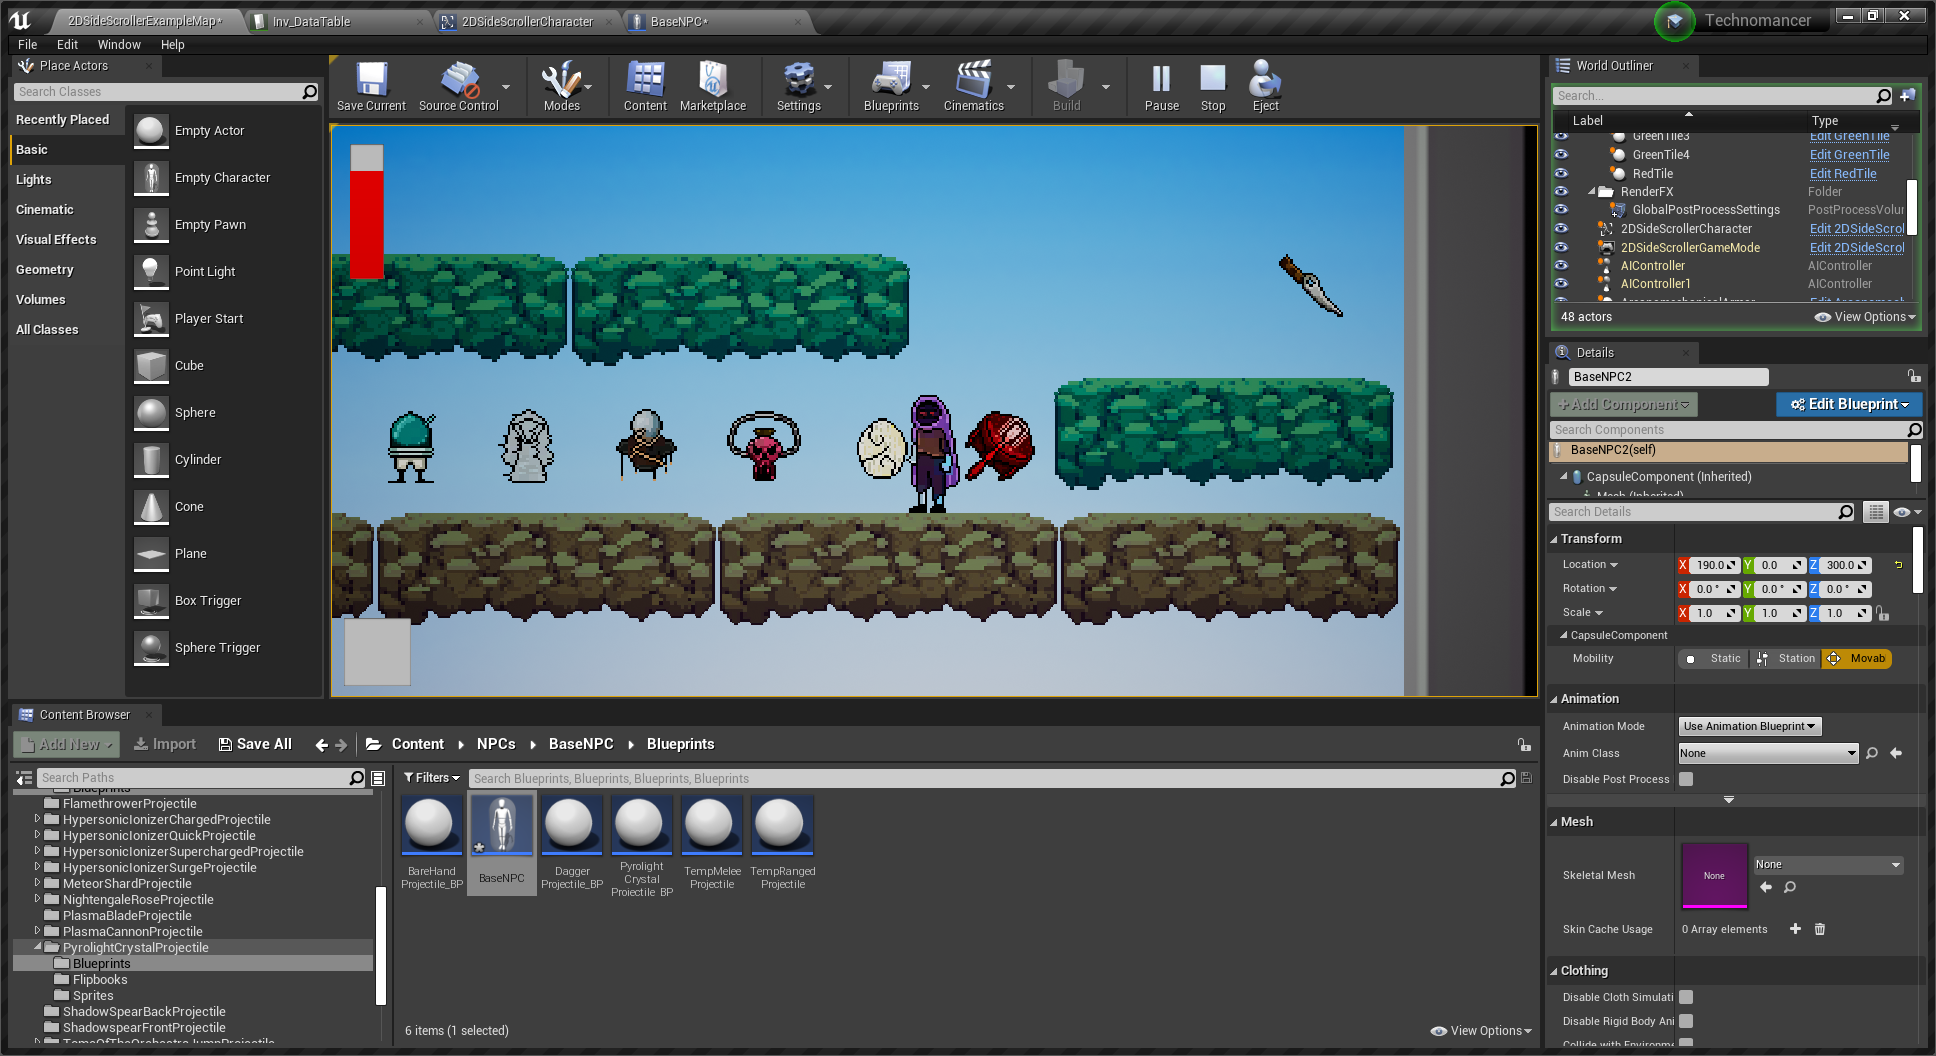 2DSideScrollerExampleMap*
Inv_DataTable
2DSideScrollerCharacter
BaseNPC*
Technomancer
File Edit Window Help
Place Actors
Search Classes
Recently Placed
Basic
Lights
Cinematic
Visual Effects
Geometry
Volumes
All Classes
Empty Actor
Empty Character
Empty Pawn
Point Light
Player Start
Cube
Sphere
Cylinder
Cone
Plane
Box Trigger
Sphere Trigger
Save Current
Source Control
Modes
Content
Marketplace
Settings
Blueprints
Cinematics
Build
Pause
Stop
Eject
World Outliner
Search...
Label Type
GreenTile3 Edit GreenTile
GreenTile4 Edit GreenTile
RedTile Edit RedTile
RenderFX Folder
GlobalPostProcessSettings PostProcessVolu
2DSideScrollerCharacter Edit 2DSideScrol
2DSideScrollerGameMode Edit 2DSideScrol
AIController AIController
AIController1 AIController
48 actors View Options
Details
BaseNPC2
+Add Component Edit Blueprint
Search Components
BaseNPC2(self)
CapsuleComponent (Inherited)
Mesh (Inherited)
Search Details
Transform
Location X 190.0 Y 0.0 Z 300.0
Rotation X 0.0 ° Y 0.0 ° Z 0.0 °
Scale X 1.0 Y 1.0 Z 1.0
CapsuleComponent
Mobility Static Station Movab
Animation
Animation Mode Use Animation Blueprint
Anim Class None
Disable Post Process
Mesh
Skeletal Mesh None None
Skin Cache Usage 0 Array elements
Clothing
Disable Cloth Simulati
Disable Rigid Body Ani
Collide with Environme
Content Browser
Add New Import Save All Content NPCs BaseNPC Blueprints
Search Paths
Filters Search Blueprints, Blueprints, Blueprints, Blueprints
Blueprints
FlamethrowerProjectile
HypersonicIonizerChargedProjectile
HypersonicIonizerQuickProjectile
HypersonicIonizerSuperchargedProjectile
HypersonicIonizerSurgeProjectile
MeteorShardProjectile
NightengaleRoseProjectile
PlasmaBladeProjectile
PlasmaCannonProjectile
PyrolightCrystalProjectile
Blueprints
Flipbooks
Sprites
ShadowSpearBackProjectile
ShadowspearFrontProjectile
TomeOfTheOrchestraJumpProjectile
BareHand
Projectile_BP
BaseNPC
Dagger
Projectile_BP
Pyrolight
Crystal
Projectile_BP
TempMelee
Projectile
TempRanged
Projectile
6 items (1 selected) View Options